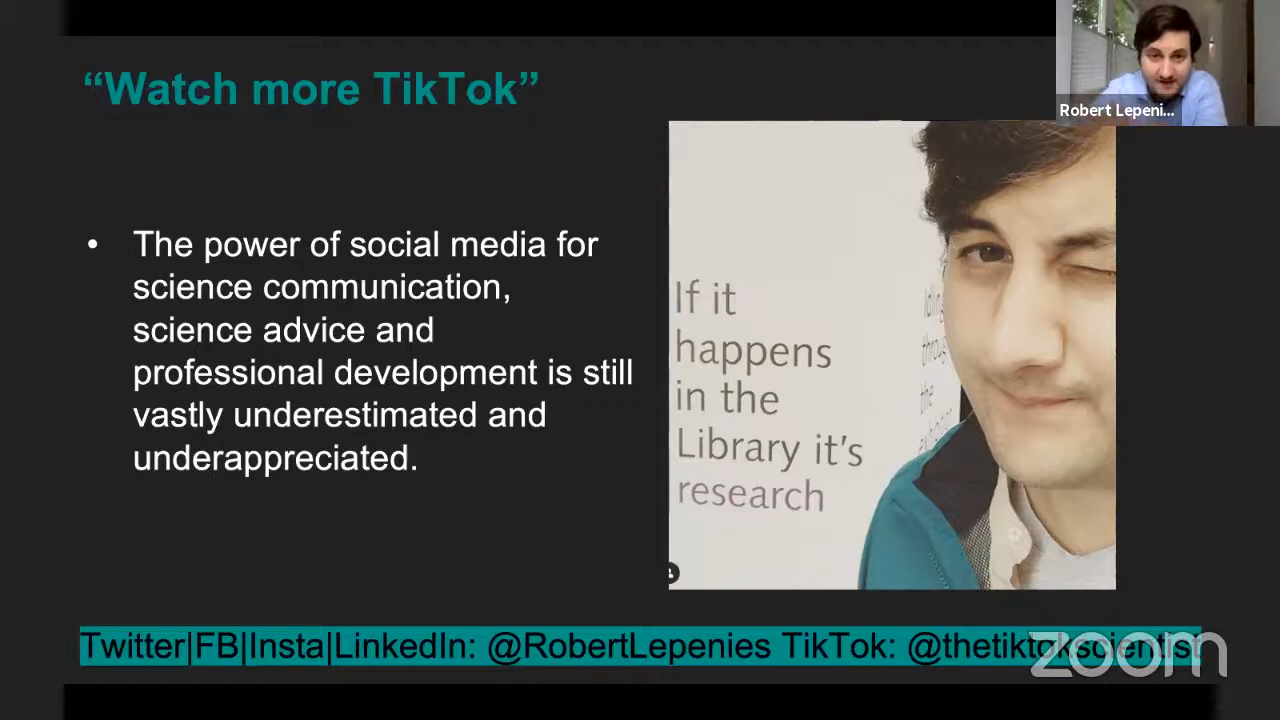 “Watch more TikTok”
Robert Lepeni...
• The power of social media for
science communication,
science advice and
professional development is still
vastly underestimated and
underappreciated.
If it
happens
in the
Library it's
research
Idling
the
Twitter|FB|Insta|LinkedIn: @RobertLepenies TikTok: @thetiktokscientist
zoom